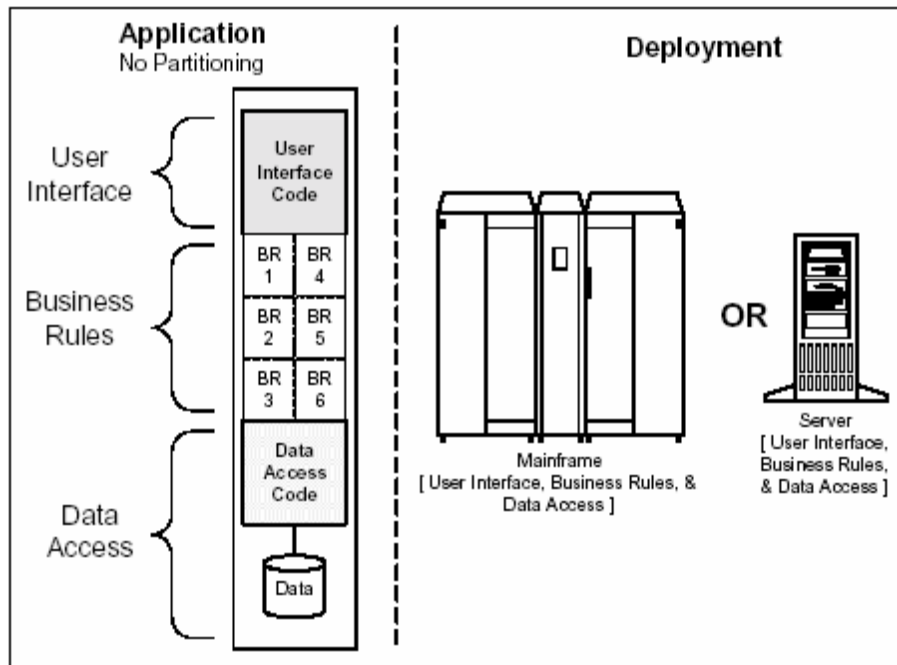 Application
No Partitioning
Deployment
User
Interface
User
Interface
Code
Business
Rules
BR
1
BR
4
BR
2
BR
5
BR
3
BR
6
Data
Access
Data
Access
Code
Data
Mainframe
[ User Interface, Business Rules, &
Data Access ]
OR
Server
[ User Interface,
Business Rules,
& Data Access ]